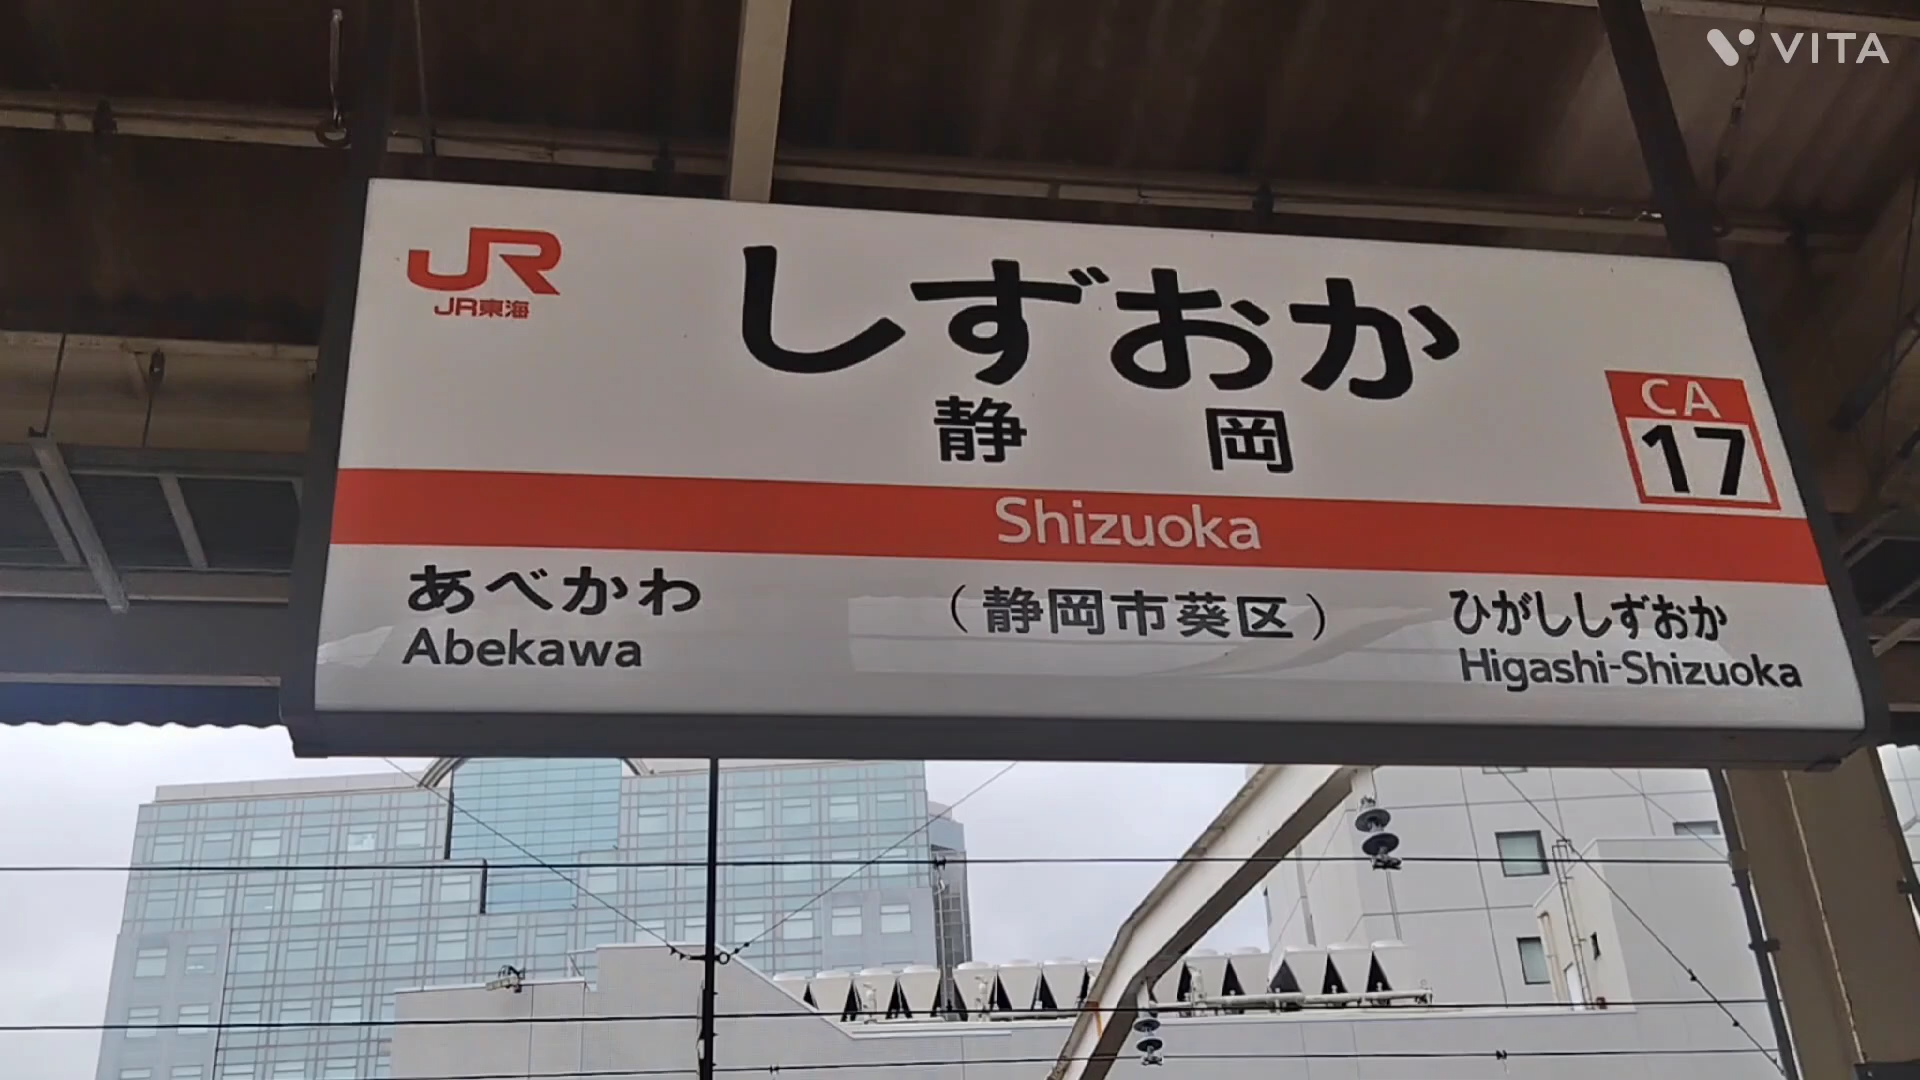 VITA
JR
JR東海
しずおか
静岡
CA
17
Shizuoka
あべかわ
Abekawa
（静岡市葵区）
ひがししずおか
Higashi-Shizuoka